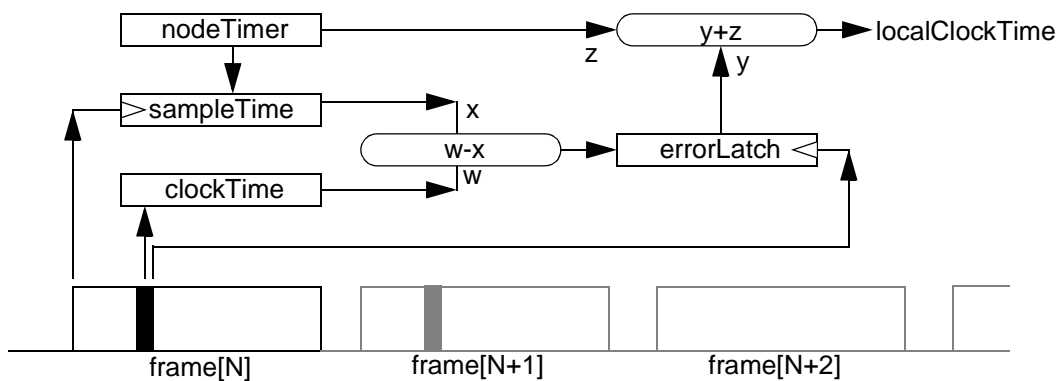 nodeTimer
y+z
localClockTime
z
y
sampleTime
x
w-x
errorLatch
w
clockTime
frame[N]
frame[N+1]
frame[N+2]